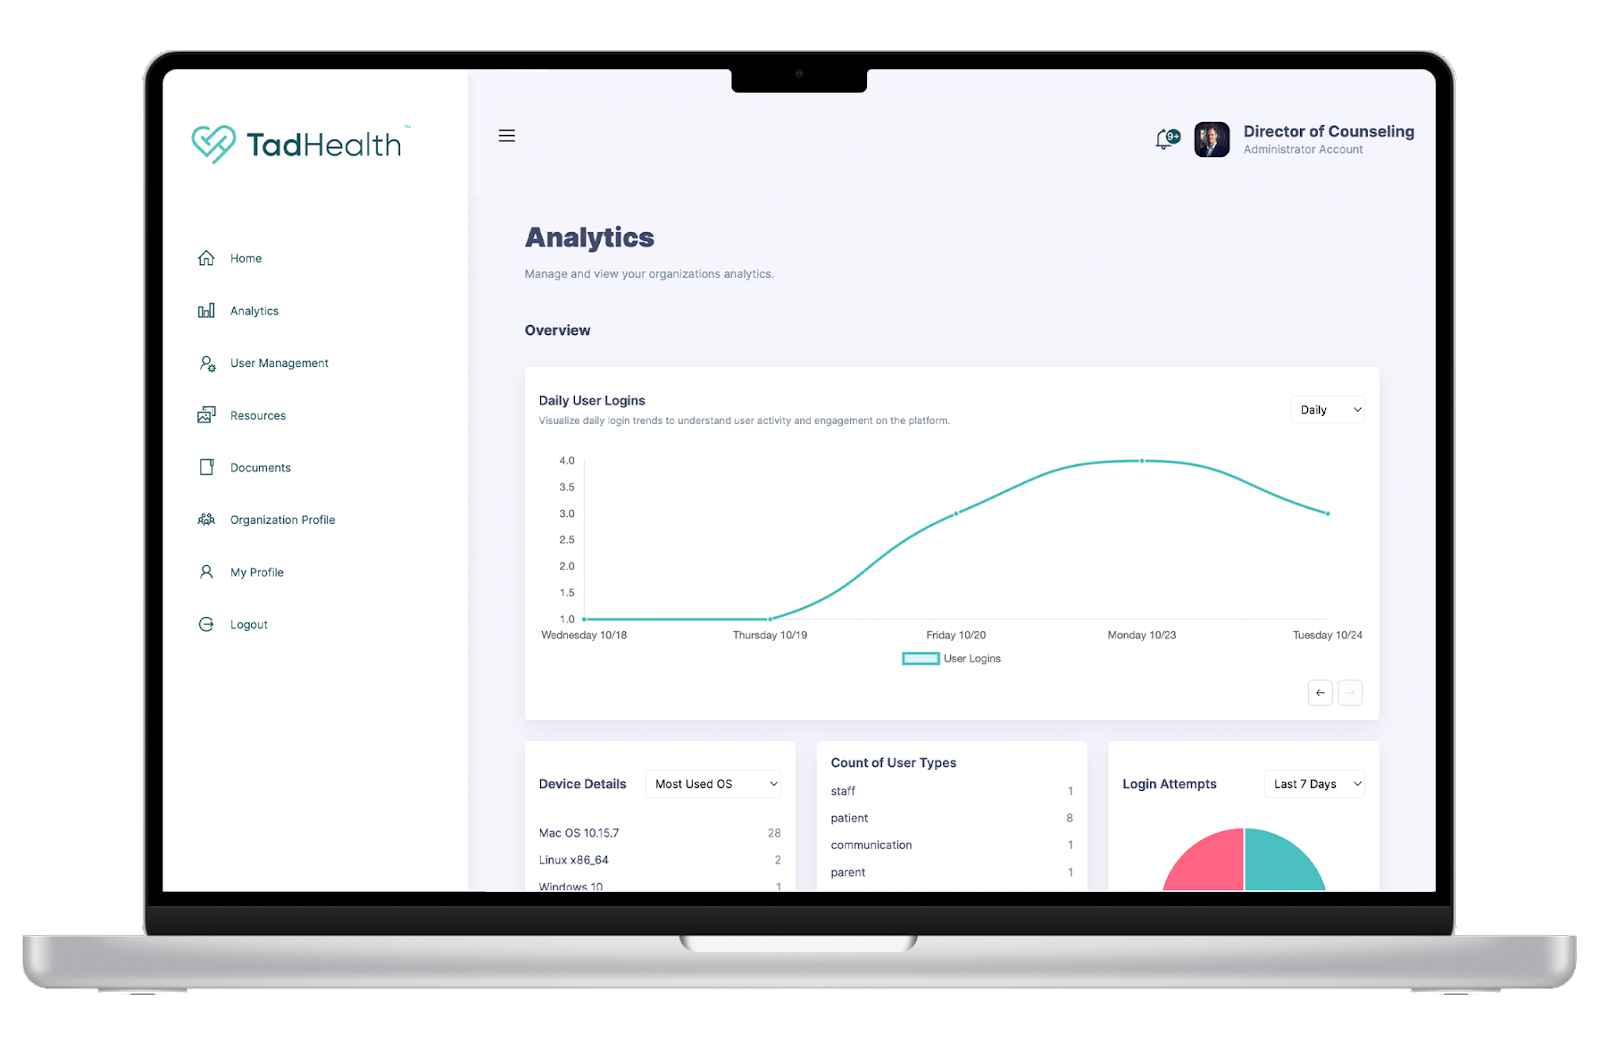 TadHealth™
9+
Director of Counseling
Administrator Account
Home
Analytics
User Management
Resources
Documents
Organization Profile
My Profile
Logout
Analytics
Manage and view your organizations analytics.
Overview
Daily User Logins
Visualize daily login trends to understand user activity and engagement on the platform.
Daily
4.0
3.5
3.0
2.5
2.0
1.5
1.0
Wednesday 10/18 Thursday 10/19 Friday 10/20 Monday 10/23 Tuesday 10/24
User Logins
Device Details Most Used OS
Mac OS 10.15.7 28
Linux x86_64 2
Windows 10 1
Count of User Types
staff 1
patient 8
communication 1
parent 1
Login Attempts Last 7 Days